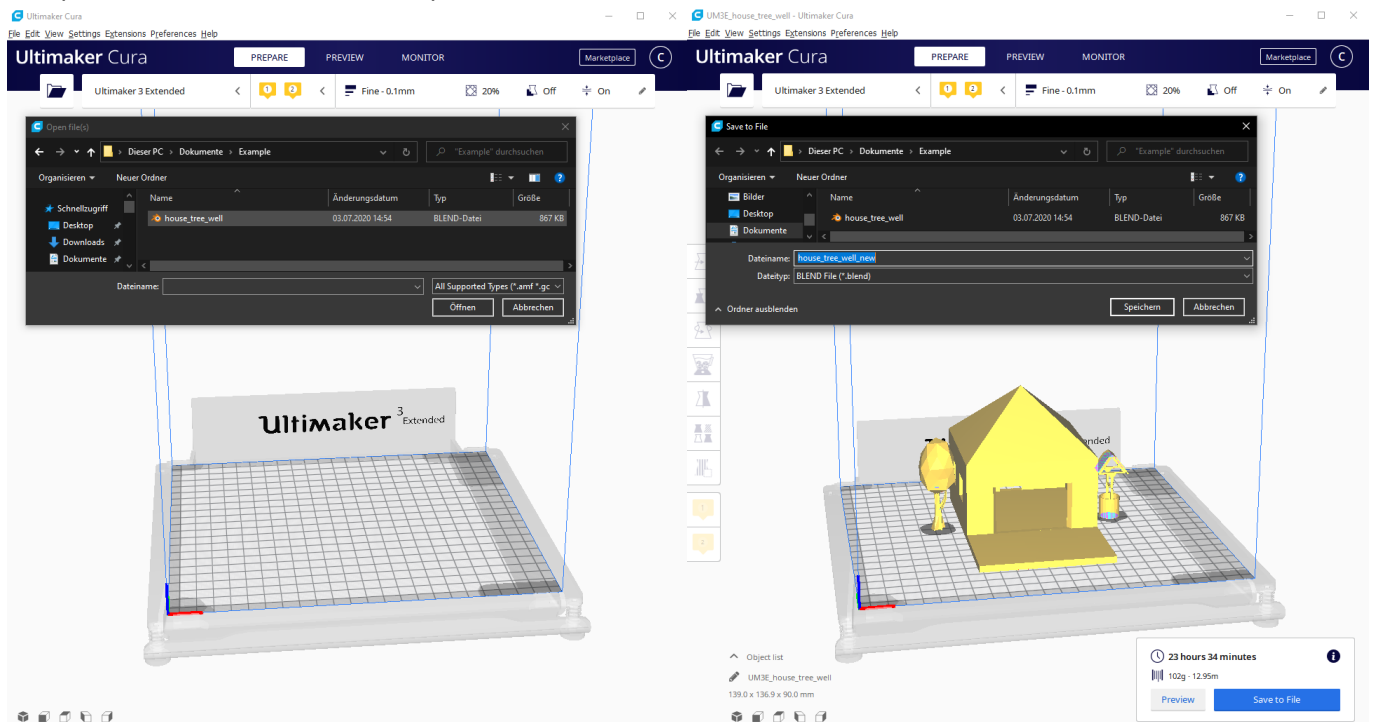 Ultimaker Cura
File Edit View Settings Extensions Preferences Help
Ultimaker Cura
PREPARE
PREVIEW
MONITOR
Marketplace
C
Ultimaker 3 Extended
1
2
Fine - 0.1mm
20%
Off
On
Open file(s)
Dieser PC > Dokumente > Example
"Example" durchsuchen
Organisieren
Neuer Ordner
Schnellzugriff
Desktop
Downloads
Dokumente
Name
Änderungsdatum
Typ
Größe
house_tree_well
03.07.2020 14:54
BLEND-Datei
867 KB
Dateiname:
All Supported Types (*.amf *.gc
Öffnen
Abbrechen
Ultimaker 3 Extended
UM3E_house_tree_well - Ultimaker Cura
File Edit View Settings Extensions Preferences Help
Ultimaker Cura
PREPARE
PREVIEW
MONITOR
Marketplace
C
Ultimaker 3 Extended
1
2
Fine - 0.1mm
20%
Off
On
Save to File
Dieser PC > Dokumente > Example
"Example" durchsuchen
Organisieren
Neuer Ordner
Bilder
Desktop
Dokumente
Name
Änderungsdatum
Typ
Größe
house_tree_well
03.07.2020 14:54
BLEND-Datei
867 KB
Dateiname: house_tree_well_new
Dateityp: BLEND File (*.blend)
Ordner ausblenden
Speichern
Abbrechen
nded
Object list
UM3E_house_tree_well
139.0 x 136.9 x 90.0 mm
23 hours 34 minutes
102g · 12.95m
Preview
Save to File